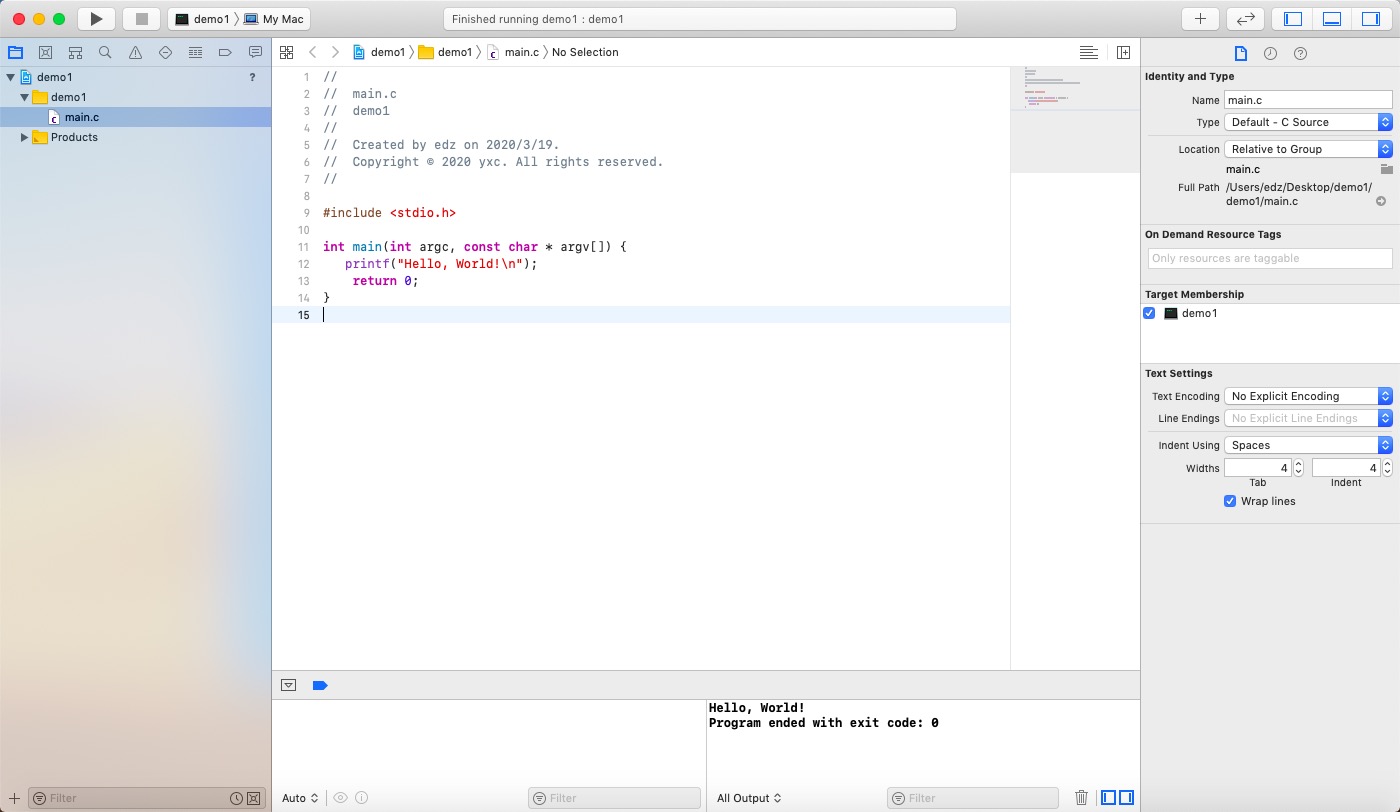 demo1 My Mac
Finished running demo1 : demo1
demo1 ?
demo1
main.c
Products
Filter
demo1 demo1 main.c No Selection
1 //
2 //  main.c
3 //  demo1
4 //
5 //  Created by edz on 2020/3/19.
6 //  Copyright © 2020 yxc. All rights reserved.
7 //
8
9 #include <stdio.h>
10
11 int main(int argc, const char * argv[]) {
12    printf("Hello, World!\n");
13     return 0;
14 }
15
Auto
Filter
Hello, World!
Program ended with exit code: 0
All Output
Filter
Identity and Type
Name main.c
Type Default - C Source
Location Relative to Group
main.c
Full Path /Users/edz/Desktop/demo1/
demo1/main.c
On Demand Resource Tags
Only resources are taggable
Target Membership
demo1
Text Settings
Text Encoding No Explicit Encoding
Line Endings No Explicit Line Endings
Indent Using Spaces
Widths 4 4
Tab Indent
Wrap lines